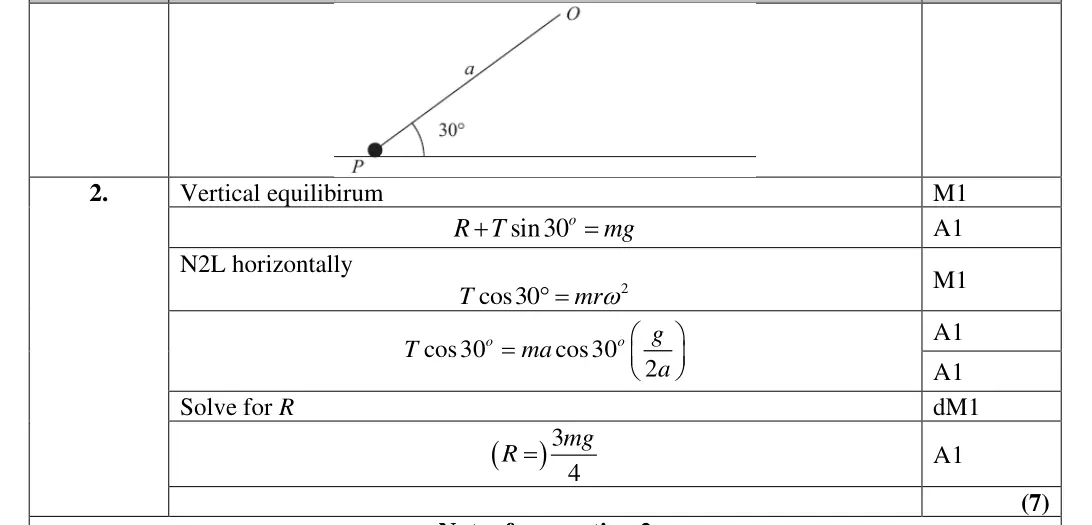 O
a
30°
P
2. Vertical equilibirum M1
R + T sin 30° = mg A1
N2L horizontally
T cos 30° = mrω² M1
T cos 30° = ma cos 30° (g/2a) A1
A1
Solve for R dM1
(R =) 3mg/4 A1
(7)